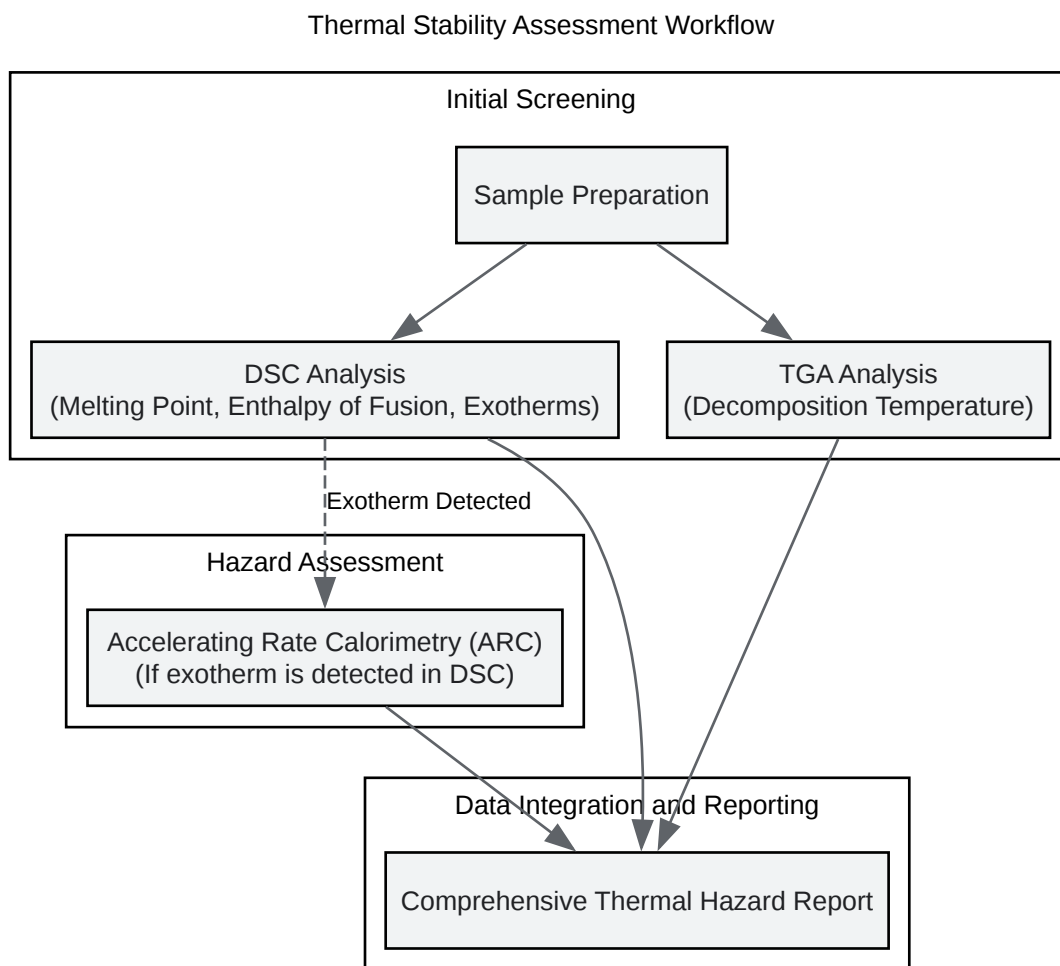 Thermal Stability Assessment Workflow
Initial Screening
Sample Preparation
DSC Analysis
(Melting Point, Enthalpy of Fusion, Exotherms)
TGA Analysis
(Decomposition Temperature)
Exotherm Detected
Hazard Assessment
Accelerating Rate Calorimetry (ARC)
(If exotherm is detected in DSC)
Data Integration and Reporting
Comprehensive Thermal Hazard Report